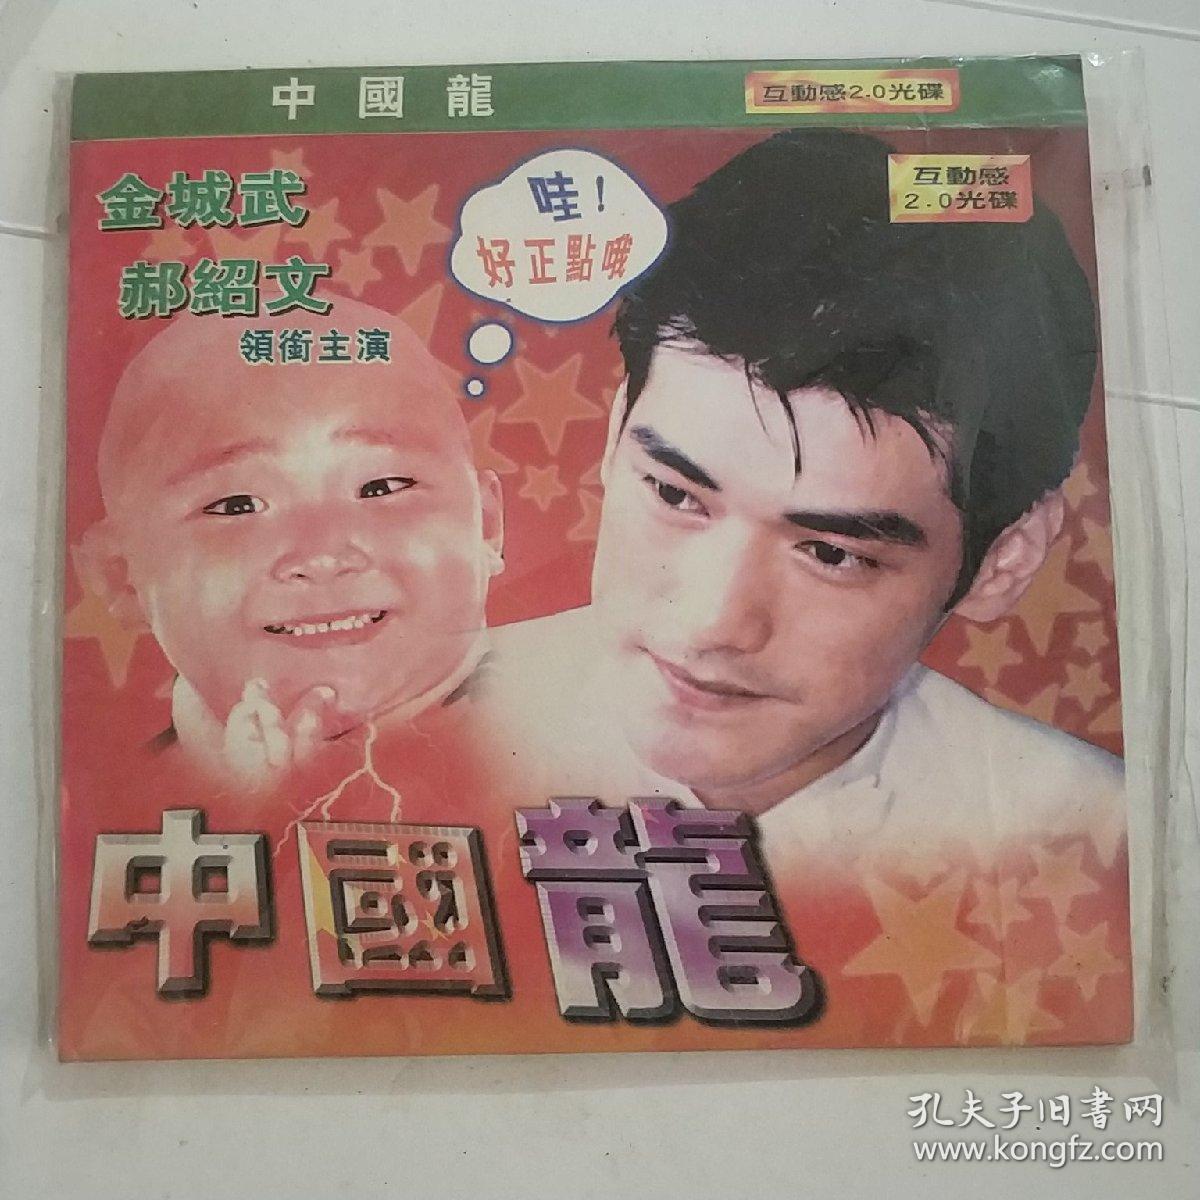 中國龍
互動感2.0光碟
互動感
2.0光碟
金城武
郝紹文
領銜主演
哇！
好正點哦
中國龍
孔夫子旧書网
www.kongfz.com